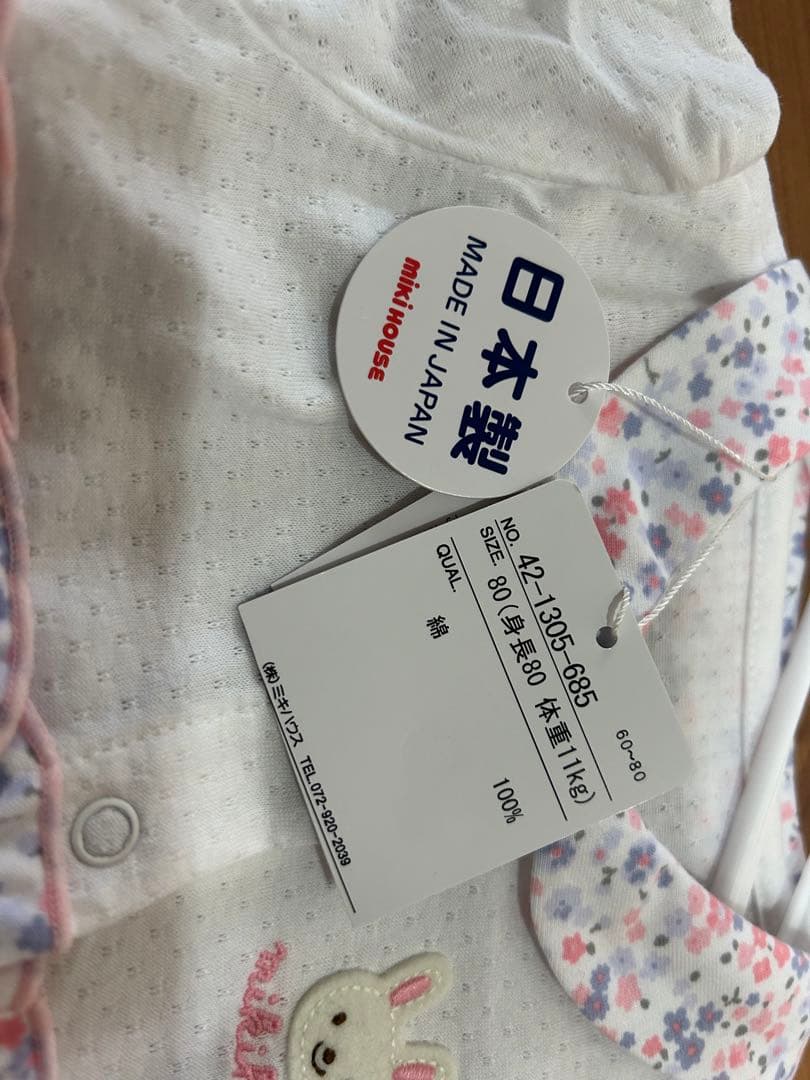 日本製
MADE IN JAPAN
miki HOUSE
60~80
NO. 42-1305-685
SIZE. 80(身長80 体重11kg)
QUAL.
綿 100%
(株)ミキハウス TEL.072-920-2039